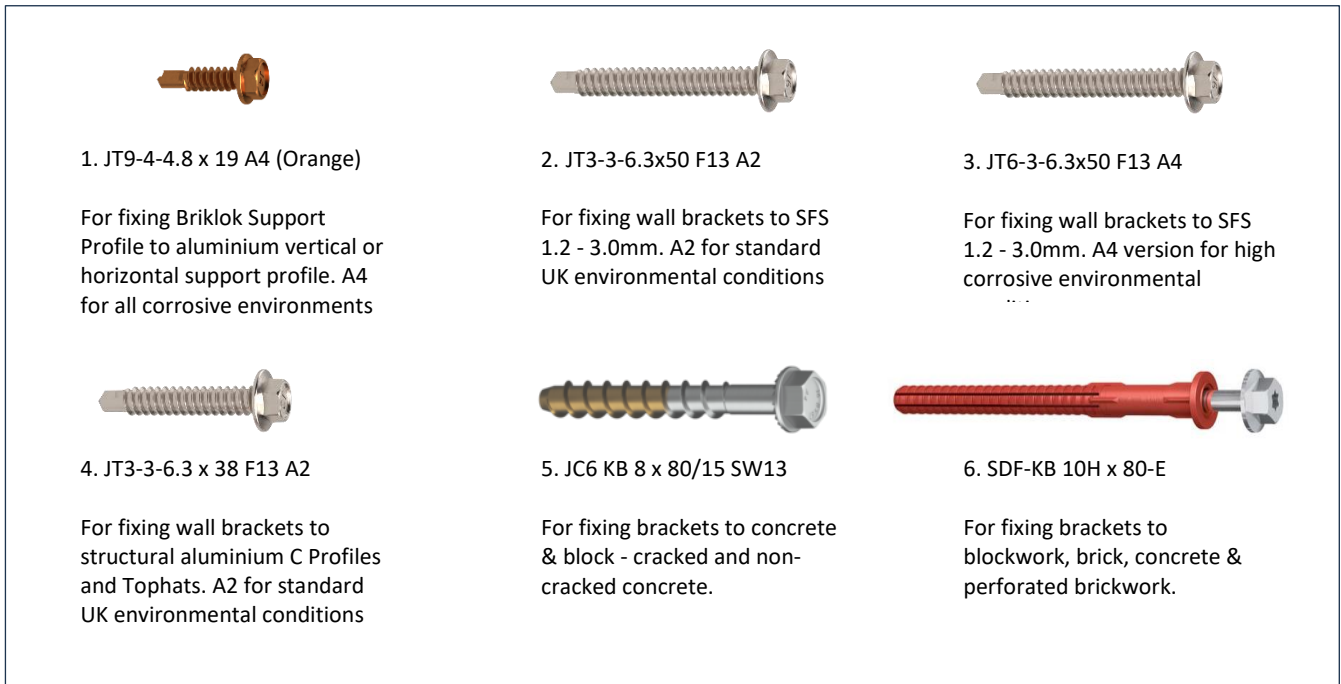 1. JT9-4-4.8 x 19 A4 (Orange)
For fixing Briklok Support
Profile to aluminium vertical or
horizontal support profile. A4
for all corrosive environments
2. JT3-3-6.3x50 F13 A2
For fixing wall brackets to SFS
1.2 - 3.0mm. A2 for standard
UK environmental conditions
3. JT6-3-6.3x50 F13 A4
For fixing wall brackets to SFS
1.2 - 3.0mm. A4 version for high
corrosive environmental
4. JT3-3-6.3 x 38 F13 A2
For fixing wall brackets to
structural aluminium C Profiles
and Tophats. A2 for standard
UK environmental conditions
5. JC6 KB 8 x 80/15 SW13
For fixing brackets to concrete
& block - cracked and non-
cracked concrete.
6. SDF-KB 10H x 80-E
For fixing brackets to
blockwork, brick, concrete &
perforated brickwork.